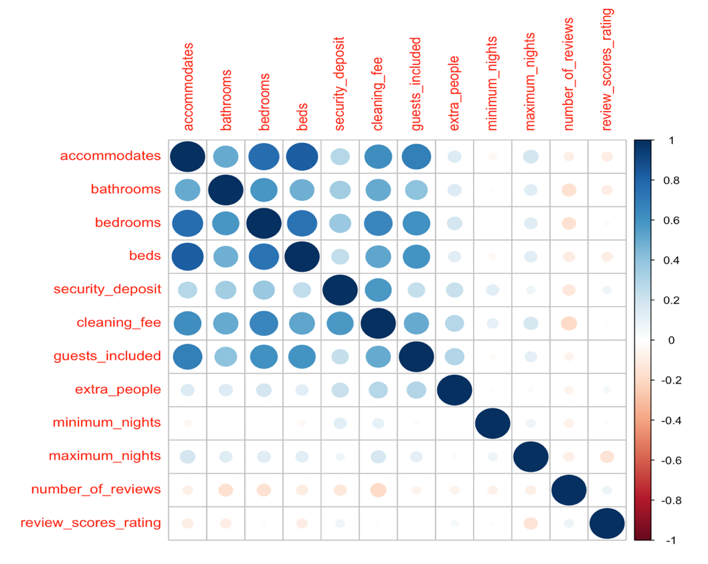 accommodates
bathrooms
bedrooms
beds
security_deposit
cleaning_fee
guests_included
extra_people
minimum_nights
maximum_nights
number_of_reviews
review_scores_rating
accommodates
bathrooms
bedrooms
beds
security_deposit
cleaning_fee
guests_included
extra_people
minimum_nights
maximum_nights
number_of_reviews
review_scores_rating
1
0.8
0.6
0.4
0.2
0
-0.2
-0.4
-0.6
-0.8
-1